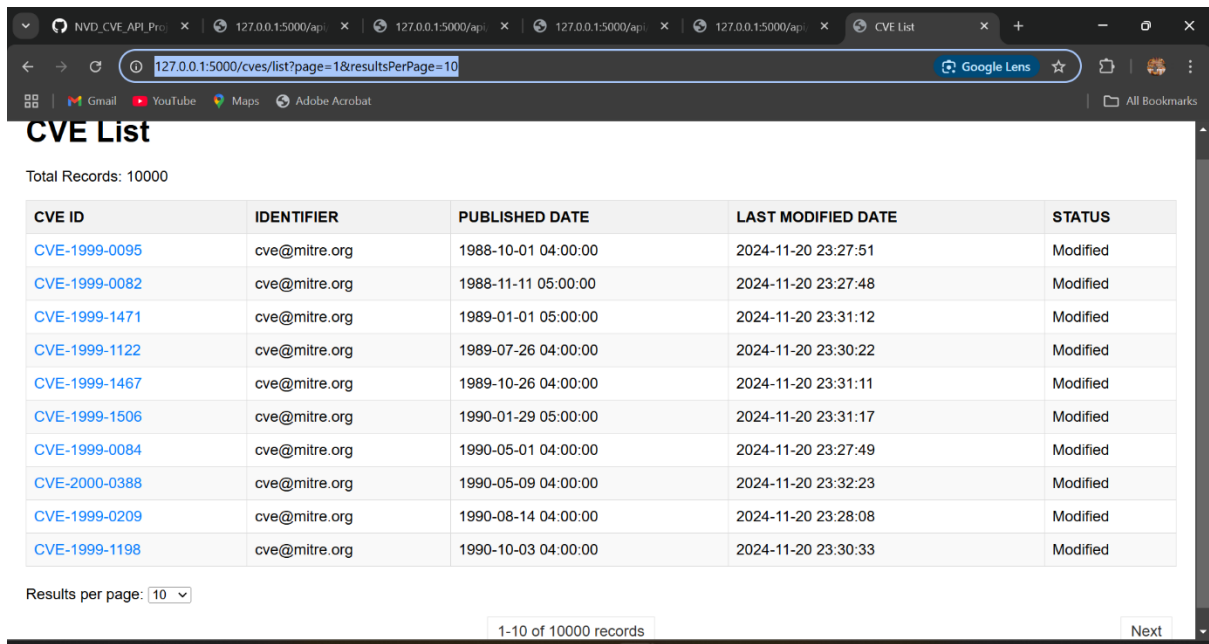 NVD_CVE_API_Proj
127.0.0.1:5000/api/
127.0.0.1:5000/api/
127.0.0.1:5000/api/
127.0.0.1:5000/api/
CVE List
127.0.0.1:5000/cves/list?page=1&resultsPerPage=10
Google Lens
Gmail YouTube Maps Adobe Acrobat All Bookmarks
CVE List
Total Records: 10000
CVE ID IDENTIFIER PUBLISHED DATE LAST MODIFIED DATE STATUS
CVE-1999-0095 cve@mitre.org 1988-10-01 04:00:00 2024-11-20 23:27:51 Modified
CVE-1999-0082 cve@mitre.org 1988-11-11 05:00:00 2024-11-20 23:27:48 Modified
CVE-1999-1471 cve@mitre.org 1989-01-01 05:00:00 2024-11-20 23:31:12 Modified
CVE-1999-1122 cve@mitre.org 1989-07-26 04:00:00 2024-11-20 23:30:22 Modified
CVE-1999-1467 cve@mitre.org 1989-10-26 04:00:00 2024-11-20 23:31:11 Modified
CVE-1999-1506 cve@mitre.org 1990-01-29 05:00:00 2024-11-20 23:31:17 Modified
CVE-1999-0084 cve@mitre.org 1990-05-01 04:00:00 2024-11-20 23:27:49 Modified
CVE-2000-0388 cve@mitre.org 1990-05-09 04:00:00 2024-11-20 23:32:23 Modified
CVE-1999-0209 cve@mitre.org 1990-08-14 04:00:00 2024-11-20 23:28:08 Modified
CVE-1999-1198 cve@mitre.org 1990-10-03 04:00:00 2024-11-20 23:30:33 Modified
Results per page: 10
1-10 of 10000 records Next